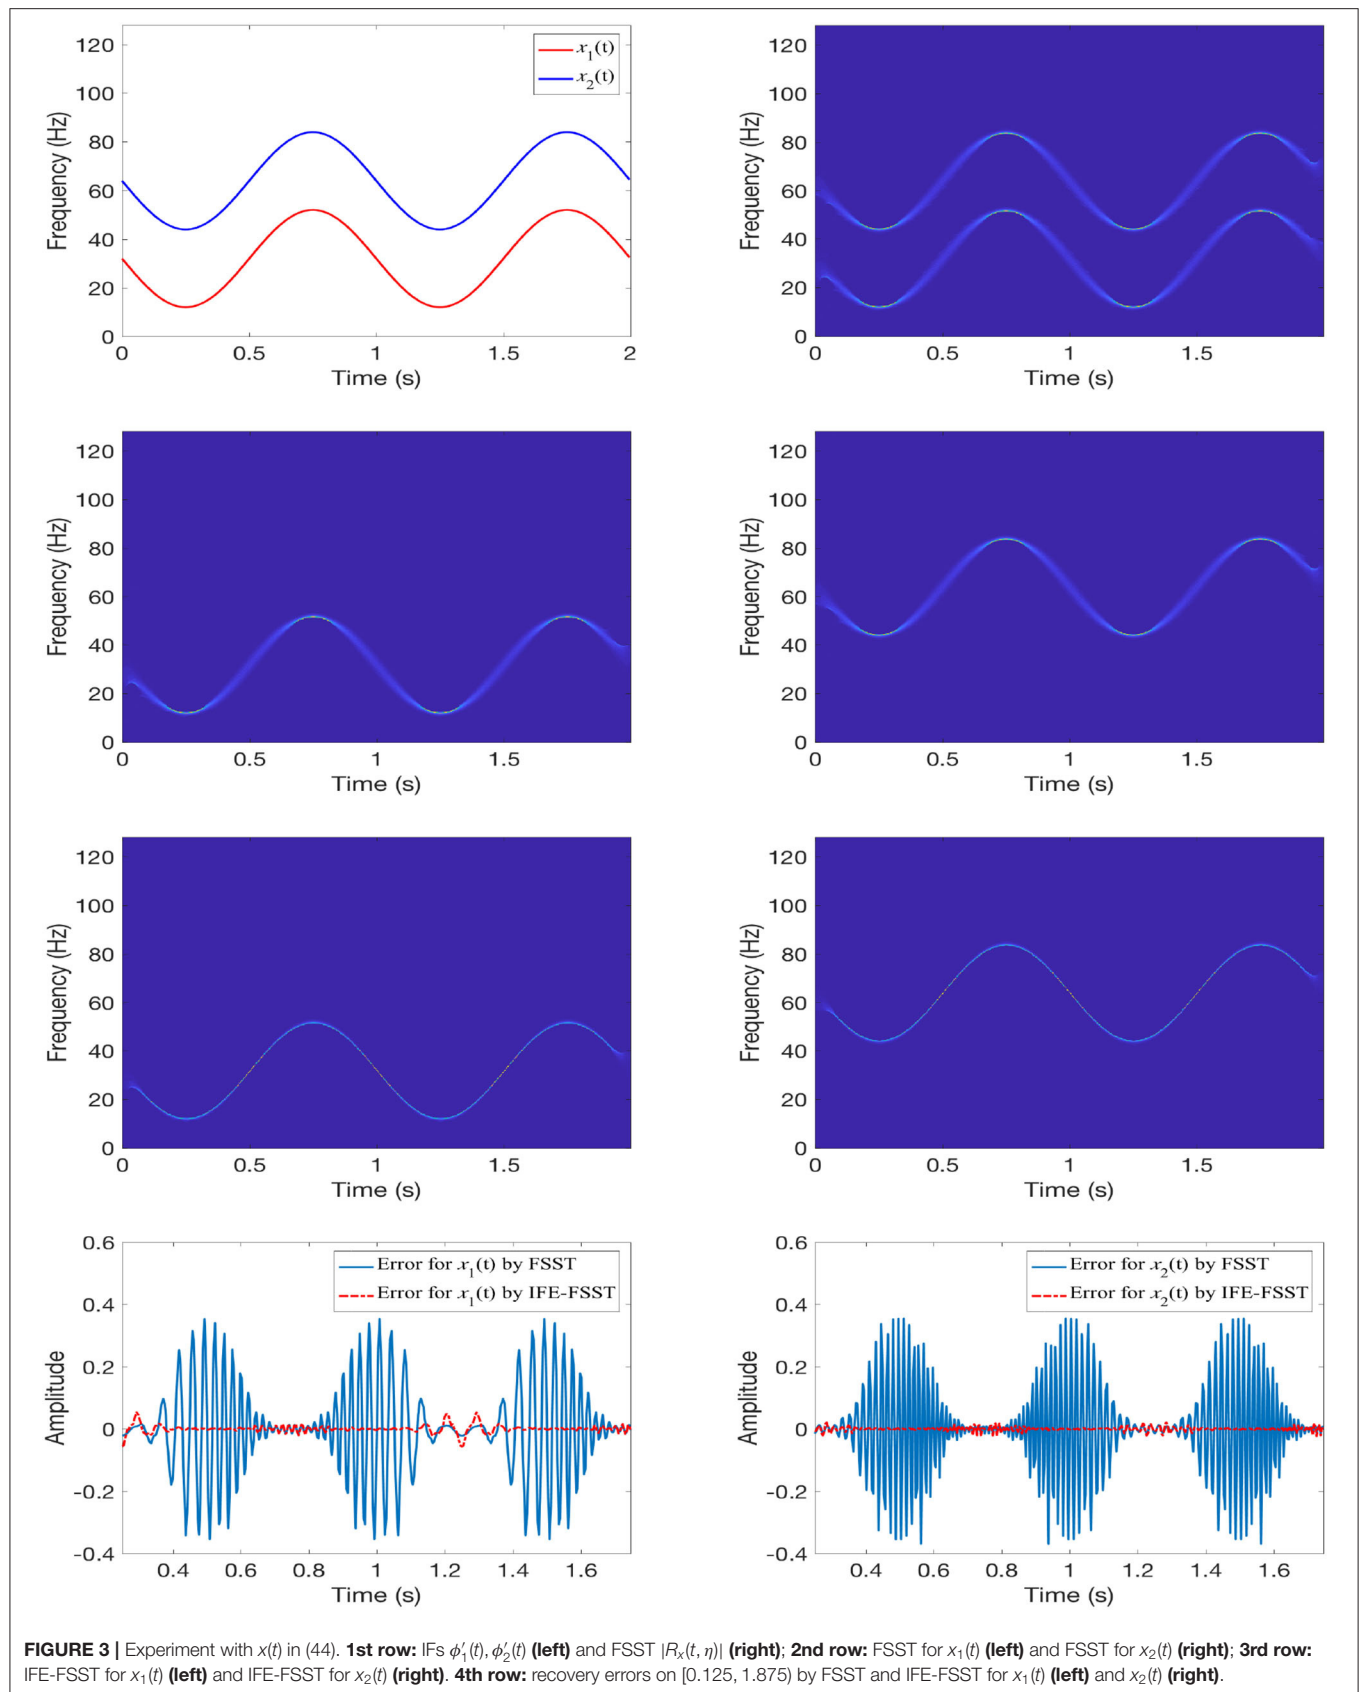 120
100
80
60
40
20
0
Frequency (Hz)
x1(t)
x2(t)
0 0.5 1 1.5 2
Time (s)
120
100
80
60
40
20
0
Frequency (Hz)
0 0.5 1 1.5
Time (s)
120
100
80
60
40
20
0
Frequency (Hz)
0 0.5 1 1.5
Time (s)
120
100
80
60
40
20
0
Frequency (Hz)
0 0.5 1 1.5
Time (s)
120
100
80
60
40
20
0
Frequency (Hz)
0 0.5 1 1.5
Time (s)
120
100
80
60
40
20
0
Frequency (Hz)
0 0.5 1 1.5
Time (s)
0.6
0.4
0.2
0
-0.2
-0.4
Amplitude
Error for x1(t) by FSST
Error for x1(t) by IFE-FSST
0.4 0.6 0.8 1 1.2 1.4 1.6
Time (s)
0.6
0.4
0.2
0
-0.2
-0.4
Amplitude
Error for x2(t) by FSST
Error for x2(t) by IFE-FSST
0.4 0.6 0.8 1 1.2 1.4 1.6
Time (s)
FIGURE 3 | Experiment with x(t) in (44). 1st row: IFs ϕ′1(t), ϕ′2(t) (left) and FSST |Rx(t, η)| (right); 2nd row: FSST for x1(t) (left) and FSST for x2(t) (right); 3rd row:
IFE-FSST for x1(t) (left) and IFE-FSST for x2(t) (right). 4th row: recovery errors on [0.125, 1.875) by FSST and IFE-FSST for x1(t) (left) and x2(t) (right).